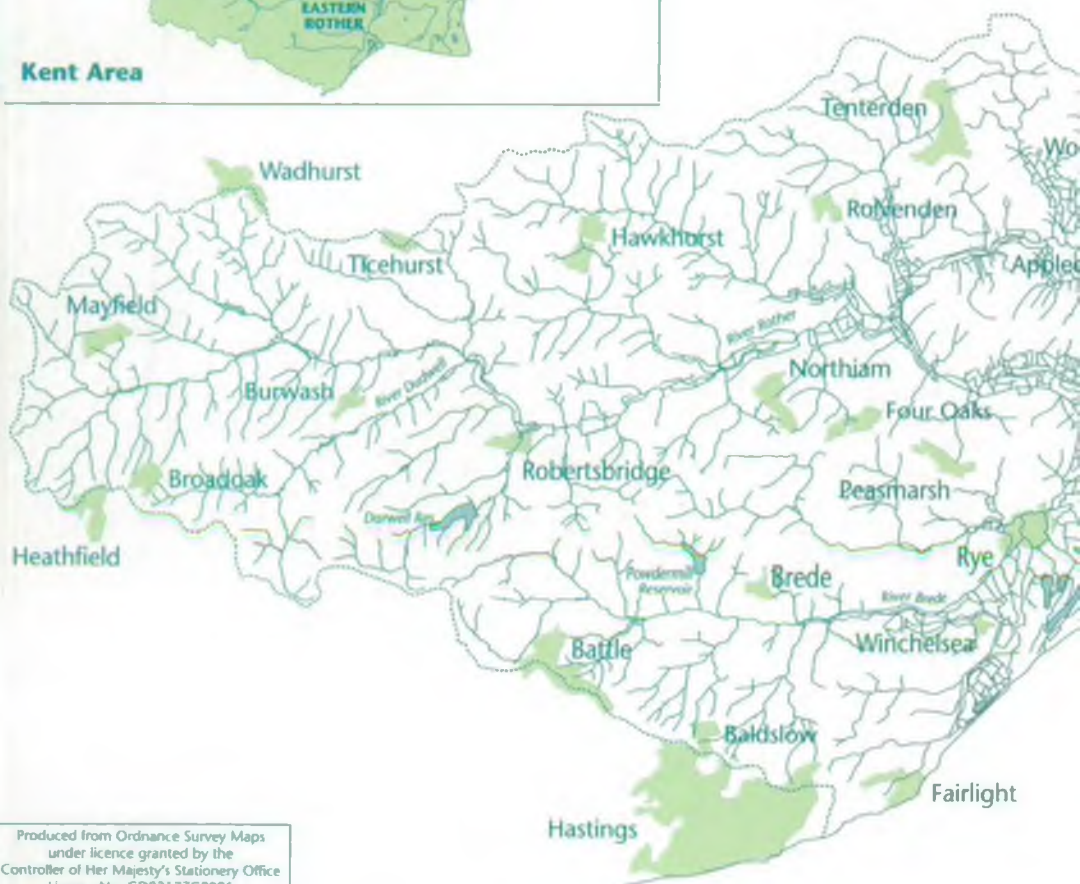 EASTERN
ROTHER
Kent Area
Tenterden
Wadhurst
Rolvenden
Hawkhurst
Ticehurst
Mayfield
River Rother
Northiam
Burwash
River Dudwell
Four Oaks
Robertsbridge
Broadoak
Peasmarsh
Darwell
Heathfield
Rye
Powdermill
Reservoir
Brede
River Brede
Winchelsea
Battle
Baldslow
Fairlight
Hastings
Produced from Ordnance Survey Maps
under licence granted by the
Controller of Her Majesty's Stationery Office